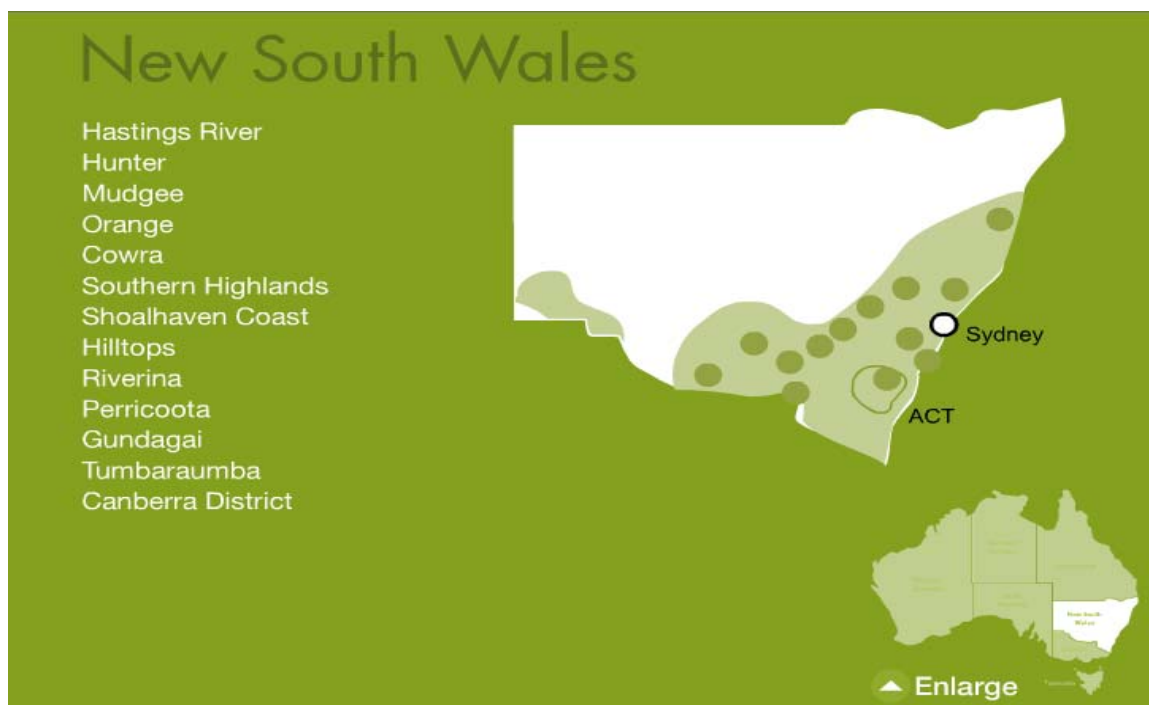 New South Wales
Hastings River
Hunter
Mudgee
Orange
Cowra
Southern Highlands
Shoalhaven Coast
Hilltops
Riverina
Perricoota
Gundagai
Tumbaraumba
Canberra District
Sydney
ACT
New South
Wales
Enlarge